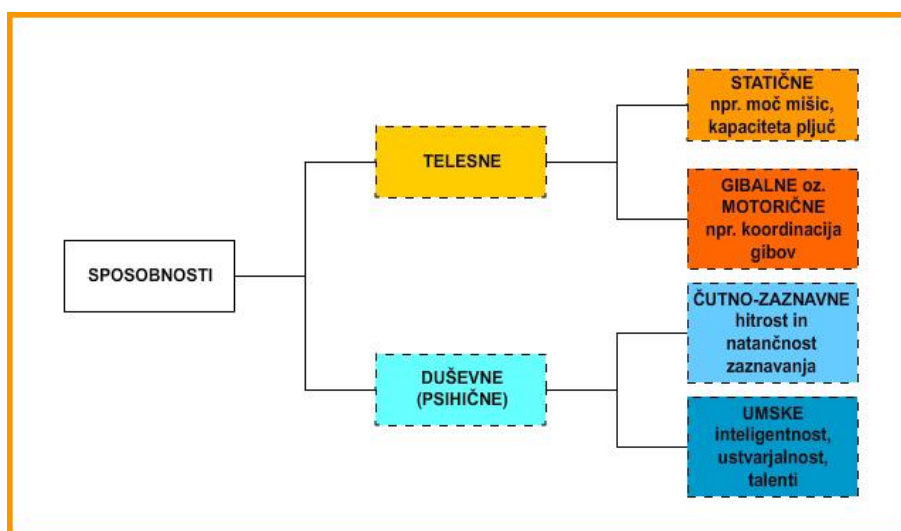 SPOSOBNOSTI
TELESNE
STATIČNE
npr. moč mišic,
kapaciteta pljuč
GIBALNE oz.
MOTORIČNE
npr. koordinacija
gibov
DUŠEVNE
(PSIHIČNE)
ČUTNO-ZAZNAVNE
hitrost in
natančnost
zaznavanja
UMSKE
inteligentnost,
ustvarjalnost,
talenti